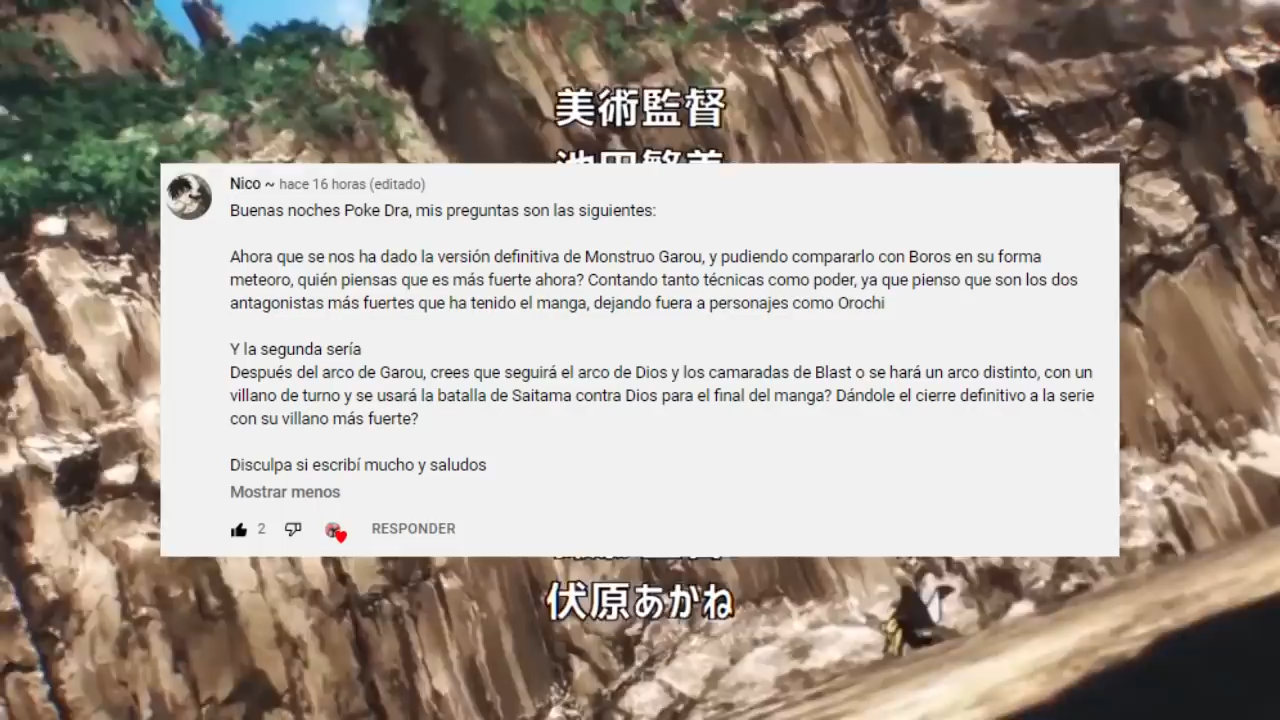 美術監督
池田繁美
Nico ~ hace 16 horas (editado)
Buenas noches Poke Dra, mis preguntas son las siguientes:
Ahora que se nos ha dado la versión definitiva de Monstruo Garou, y pudiendo compararlo con Boros en su forma
meteoro, quién piensas que es más fuerte ahora? Contando tanto técnicas como poder, ya que pienso que son los dos
antagonistas más fuertes que ha tenido el manga, dejando fuera a personajes como Orochi
Y la segunda sería
Después del arco de Garou, crees que seguirá el arco de Dios y los camaradas de Blast o se hará un arco distinto, con un
villano de turno y se usará la batalla de Saitama contra Dios para el final del manga? Dándole el cierre definitivo a la serie
con su villano más fuerte?
Disculpa si escribí mucho y saludos
Mostrar menos
2 RESPONDER
伏原あかね